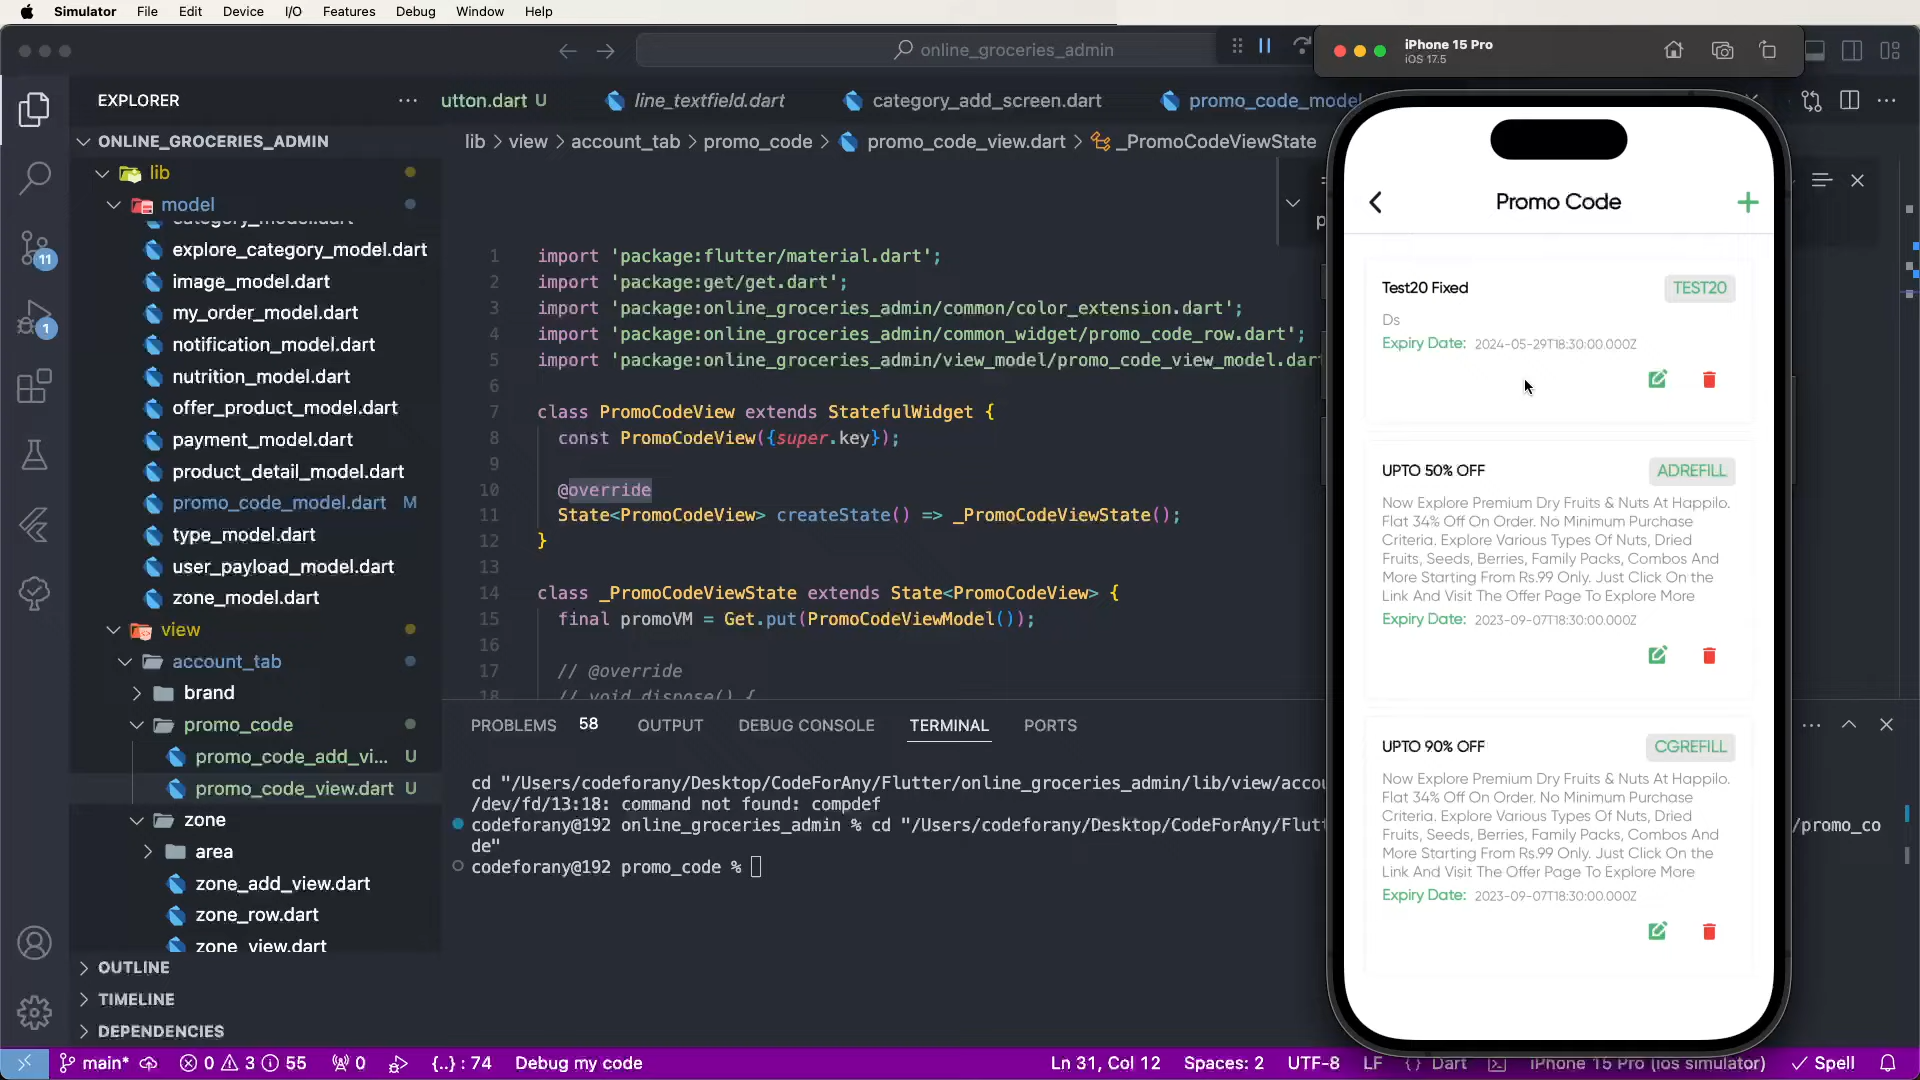 Simulator File Edit Device I/O Features Debug Window Help
online_groceries_admin
iPhone 15 Pro
iOS 17.5
EXPLORER
utton.dart U
line_textfield.dart
category_add_screen.dart
promo_code_model.
ONLINE_GROCERIES_ADMIN
lib > view > account_tab > promo_code > promo_code_view.dart > _PromoCodeViewState
lib
model
explore_category_model.dart
image_model.dart
my_order_model.dart
notification_model.dart
nutrition_model.dart
offer_product_model.dart
payment_model.dart
product_detail_model.dart
promo_code_model.dart M
type_model.dart
user_payload_model.dart
zone_model.dart
view
account_tab
brand
promo_code
promo_code_add_vi... U
promo_code_view.dart U
zone
area
zone_add_view.dart
zone_row.dart
zone_view.dart
OUTLINE
TIMELINE
DEPENDENCIES
11
1
1 import 'package:flutter/material.dart';
2 import 'package:get/get.dart';
3 import 'package:online_groceries_admin/common/color_extension.dart';
4 import 'package:online_groceries_admin/common_widget/promo_code_row.dart';
5 import 'package:online_groceries_admin/view_model/promo_code_view_model.dart
6
7 class PromoCodeView extends StatefulWidget {
8 const PromoCodeView({super.key});
9
10 @override
11 State<PromoCodeView> createState() => _PromoCodeViewState();
12 }
13
14 class _PromoCodeViewState extends State<PromoCodeView> {
15 final promoVM = Get.put(PromoCodeViewModel());
16
17 // @override
18 // void dispose() {
PROBLEMS 58 OUTPUT DEBUG CONSOLE TERMINAL PORTS
cd "/Users/codeforany/Desktop/CodeForAny/Flutter/online_groceries_admin/lib/view/accou
/dev/fd/13:18: command not found: compdef
codeforany@192 online_groceries_admin % cd "/Users/codeforany/Desktop/CodeForAny/Flutt
/promo_co
de"
codeforany@192 promo_code %
Promo Code
Test20 Fixed
TEST20
Ds
Expiry Date: 2024-05-29T18:30:00.000Z
UPTO 50% OFF
ADREFILL
Now Explore Premium Dry Fruits & Nuts At Happilo.
Flat 34% Off On Order. No Minimum Purchase
Criteria. Explore Various Types Of Nuts, Dried
Fruits, Seeds, Berries, Family Packs, Combos And
More Starting From Rs.99 Only. Just Click On the
Link And Visit The Offer Page To Explore More
Expiry Date: 2023-09-07T18:30:00.000Z
UPTO 90% OFF
CGREFILL
Now Explore Premium Dry Fruits & Nuts At Happilo.
Flat 34% Off On Order. No Minimum Purchase
Criteria. Explore Various Types Of Nuts, Dried
Fruits, Seeds, Berries, Family Packs, Combos And
More Starting From Rs.99 Only. Just Click On the
Link And Visit The Offer Page To Explore More
Expiry Date: 2023-09-07T18:30:00.000Z
main* 0 3 55 0 {..} : 74 Debug my code
Ln 31, Col 12 Spaces: 2 UTF-8 LF { } Dart iPhone 15 Pro (ios simulator) Spell